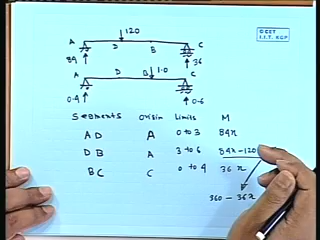 120
© CET
I.I.T. KGP
A D B C
84 36
A D B 1.0 C
0.4 0.6
Segments Origin Limits M
AD A 0 to 3 84x
DB A 3 to 6 84x - 120
BC C 0 to 4 36x
360 - 36x